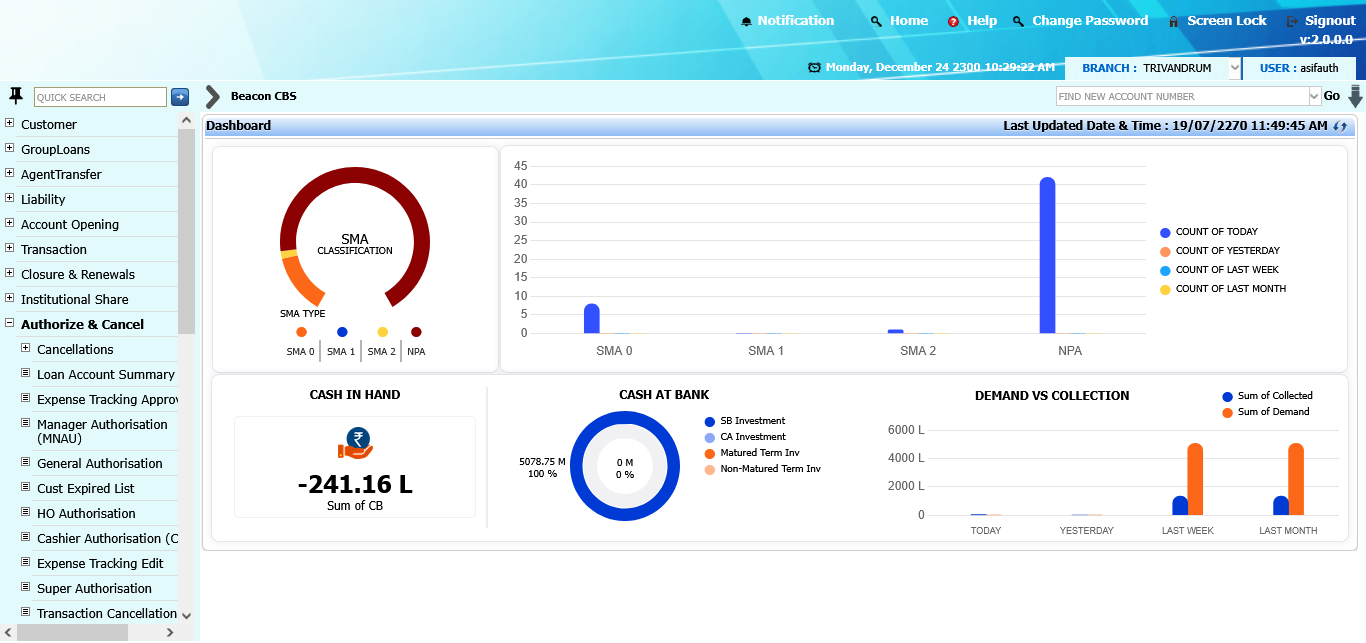 Notification Home Help Change Password Screen Lock Signout
v:2.0.0.0
Monday, December 24 2300 10:29:22 AM BRANCH : TRIVANDRUM USER : asifauth
QUICK SEARCH Beacon CBS FIND NEW ACCOUNT NUMBER Go
Customer
GroupLoans
AgentTransfer
Liability
Account Opening
Transaction
Closure & Renewals
Institutional Share
Authorize & Cancel
Cancellations
Loan Account Summary
Expense Tracking Approv
Manager Authorisation
(MNAU)
General Authorisation
Cust Expired List
HO Authorisation
Cashier Authorisation (C
Expense Tracking Edit
Super Authorisation
Transaction Cancellation
Dashboard Last Updated Date & Time : 19/07/2270 11:49:45 AM
SMA
CLASSIFICATION
SMA TYPE
SMA 0 SMA 1 SMA 2 NPA
45
40
35
30
25
20
15
10
5
0
SMA 0 SMA 1 SMA 2 NPA
COUNT OF TODAY
COUNT OF YESTERDAY
COUNT OF LAST WEEK
COUNT OF LAST MONTH
CASH IN HAND
₹
-241.16 L
Sum of CB
CASH AT BANK
5078.75 M
100 %
0 M
0 %
SB Investment
CA Investment
Matured Term Inv
Non-Matured Term Inv
DEMAND VS COLLECTION
Sum of Collected
Sum of Demand
6000 L
4000 L
2000 L
0
TODAY YESTERDAY LAST WEEK LAST MONTH